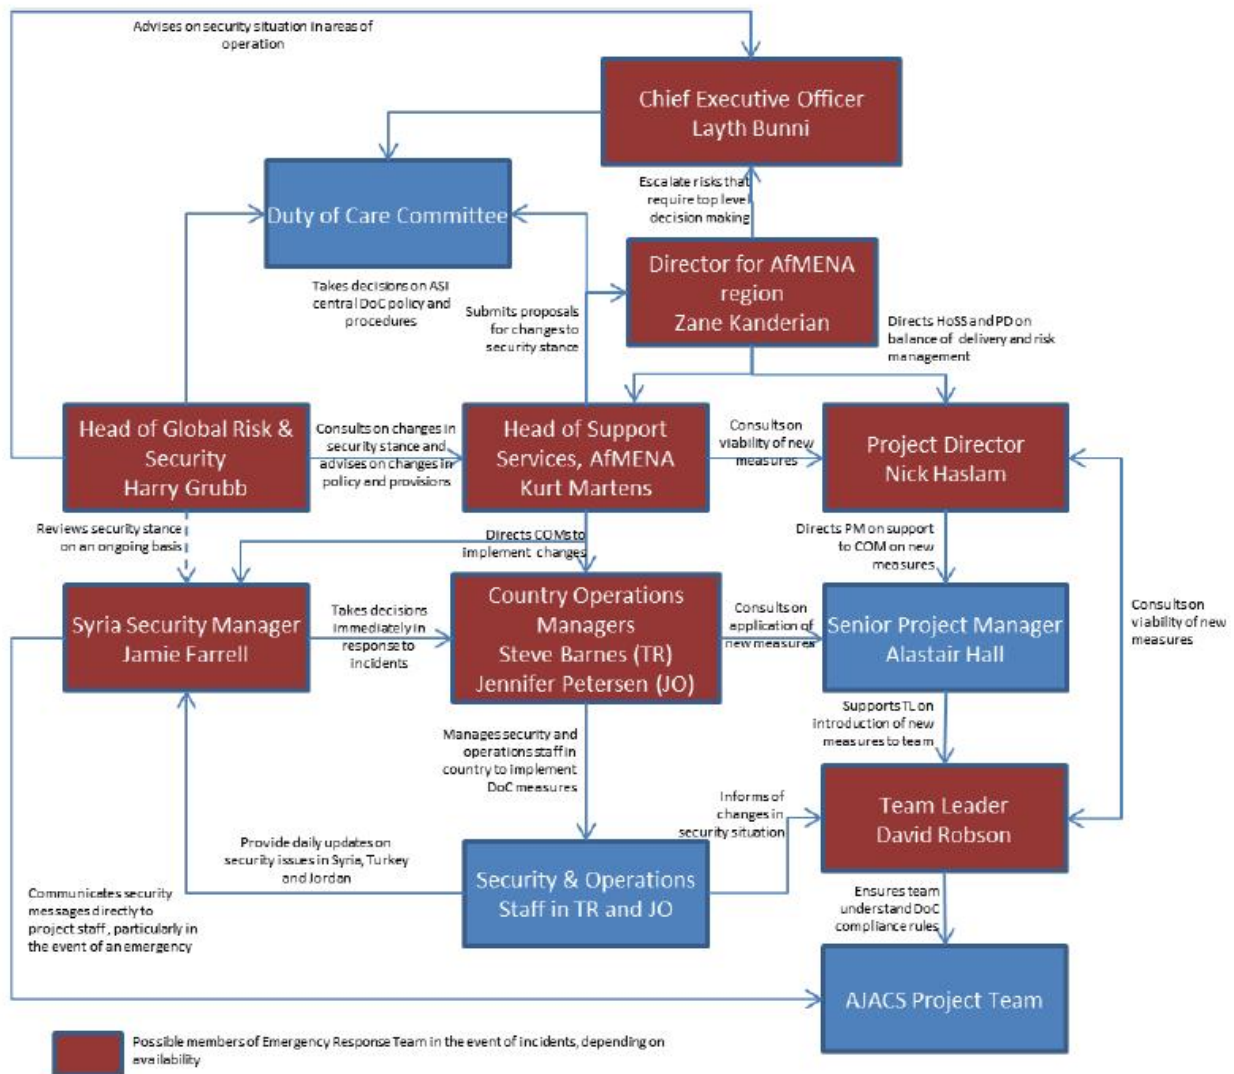 Advises on security situation in areas of
operation
Chief Executive Officer
Layth Bunni
Duty of Care Committee
Escalate risks that
require top level
decision making
Director for AfMENA
region
Zane Kanderian
Takes decisions on ASI
central DoC policy and
procedures
Submits proposals
for changes to
security stance
Directs HoSS and PD on
balance of delivery and risk
management
Head of Global Risk &
Security
Harry Grubb
Consults on changes in
security stance and
advises on changes in
policy and provisions
Head of Support
Services, AfMENA
Kurt Martens
Consults on
viability of new
measures
Project Director
Nick Haslam
Reviews security stance
on an ongoing basis
Directs COMs to
implement changes
Directs PM on support
to COM on new
measures
Syria Security Manager
Jamie Farrell
Takes decisions
immediately in
response to
incidents
Country Operations
Managers
Steve Barnes (TR)
Jennifer Petersen (JO)
Consults on
application of
new measures
Senior Project Manager
Alastair Hall
Consults on
viability of new
measures
Manages security and
operations staff in
country to implement
DoC measures
Supports TL on
introduction of new
measures to team
Informs of
changes in
security situation
Team Leader
David Robson
Provide daily updates on
security issues in Syria, Turkey
and Jordan
Security & Operations
Staff in TR and JO
Communicates security
messages directly to
project staff, particularly in
the event of an emergency
Ensures team
understand DoC
compliance rules
AJACS Project Team
Possible members of Emergency Response Team in the event of incidents, depending on
availability